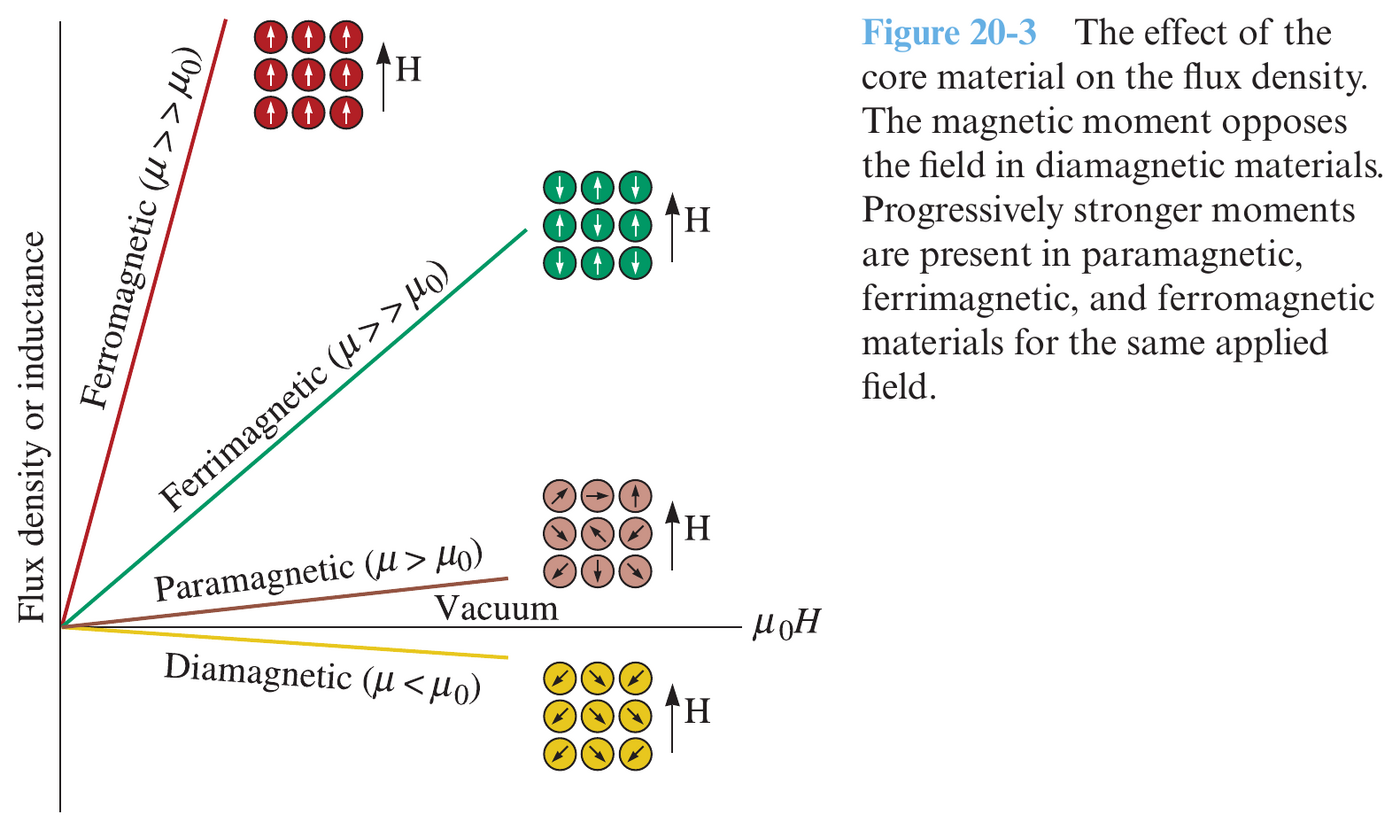 Figure 20-3 The effect of the
core material on the flux density.
The magnetic moment opposes
the field in diamagnetic materials.
Progressively stronger moments
are present in paramagnetic,
ferrimagnetic, and ferromagnetic
materials for the same applied
field.
Flux density or inductance
Ferromagnetic (μ >>> μ0)
H
Ferrimagnetic (μ >> μ0)
H
Paramagnetic (μ > μ0)
H
Vacuum
μ0H
Diamagnetic (μ < μ0)
H